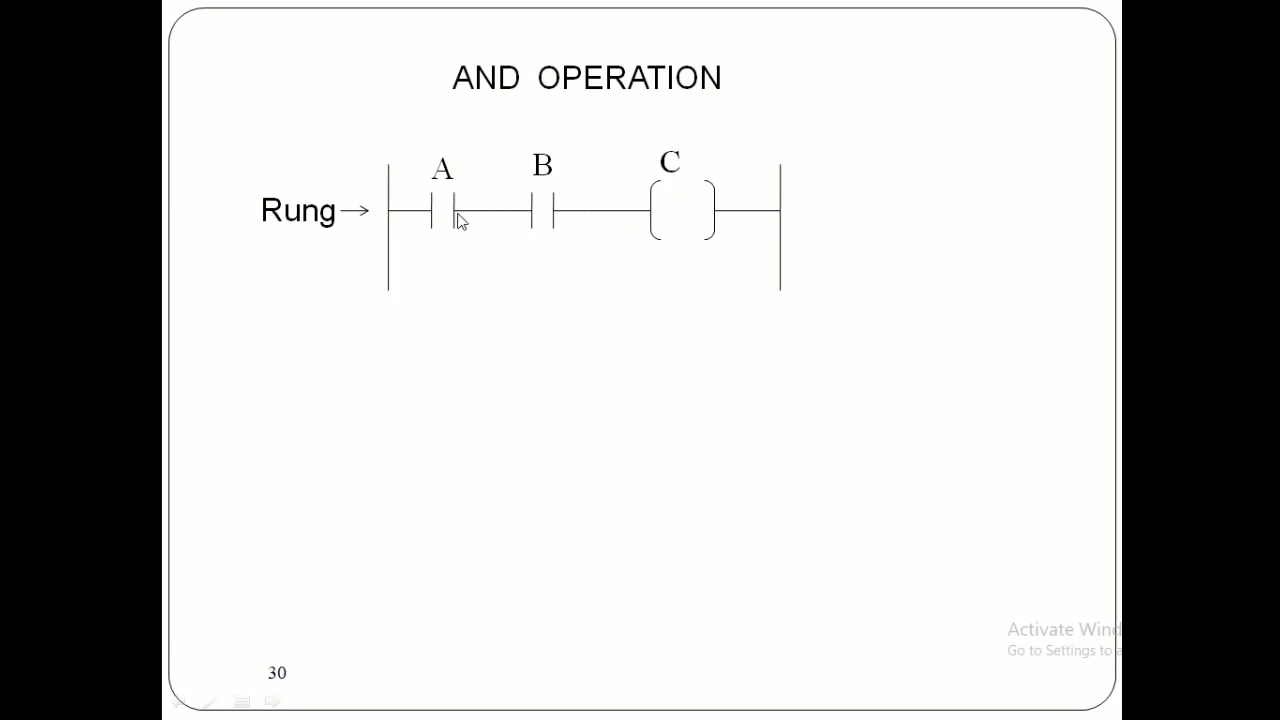 AND OPERATION
A B C
Rung
Activate Wind
Go to Settings to a
30